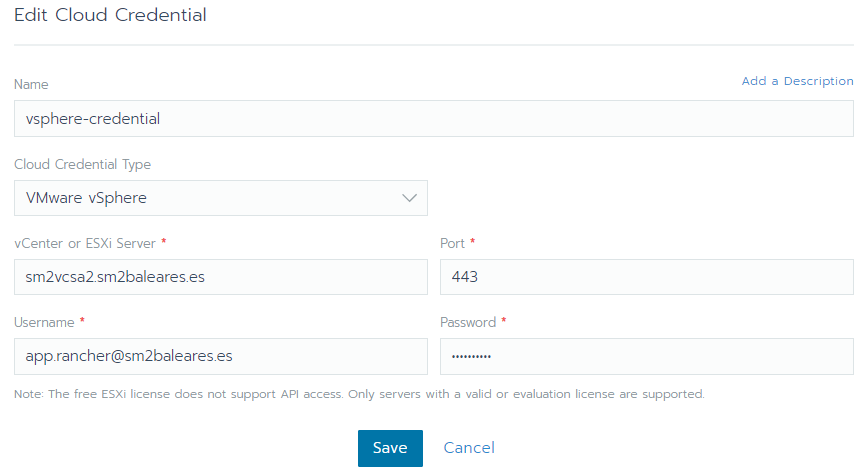 Edit Cloud Credential
Name
Add a Description
vsphere-credential
Cloud Credential Type
VMware vSphere
vCenter or ESXi Server *
Port *
sm2vcsa2.sm2baleares.es
443
Username *
Password *
app.rancher@sm2baleares.es
••••••••••
Note: The free ESXi license does not support API access. Only servers with a valid or evaluation license are supported.
Save
Cancel